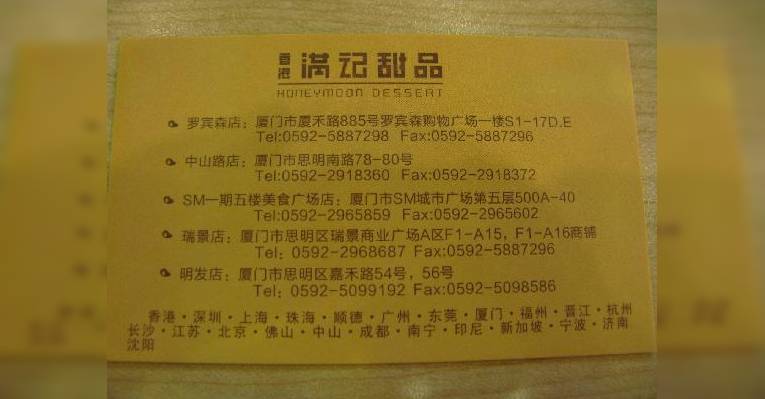 香港 满记甜品
HONEYMOON DESSERT
罗宾森店：厦门市厦禾路885号罗宾森购物广场一楼S1-17D.E
Tel:0592-5887298 Fax:0592-5887296
中山路店：厦门市思明南路78-80号
Tel:0592-2918360 Fax:0592-2918372
SM一期五楼美食广场店：厦门市SM城市广场第五层500A-40
Tel:0592-2965859 Fax:0592-2965602
瑞景店：厦门市思明区瑞景商业广场A区F1-A15，F1-A16商铺
Tel：0592-2968687 Fax:0592-5887296
明发店：厦门市思明区嘉禾路54号，56号
Tel：0592-5099192 Fax:0592-5098586
香港·深圳·上海·珠海·顺德·广州·东莞·厦门·福州·晋江·杭州
长沙·江苏·北京·佛山·中山·成都·南宁·印尼·新加坡·宁波·济南
沈阳